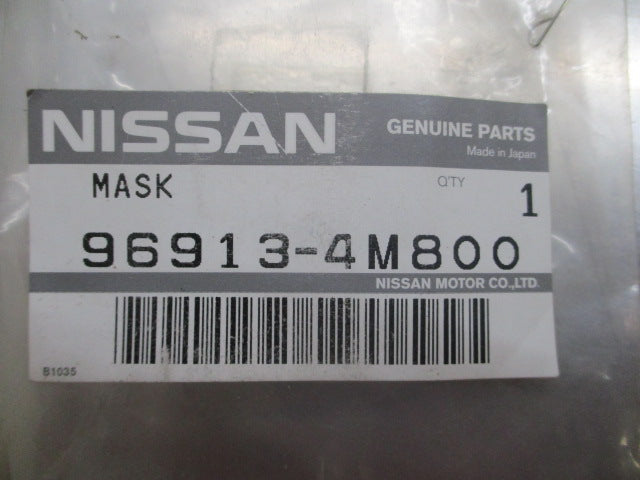 NISSAN GENUINE PARTS
Made in Japan
MASK Q'TY 1
96913-4M800
NISSAN MOTOR CO.,LTD.
B1035